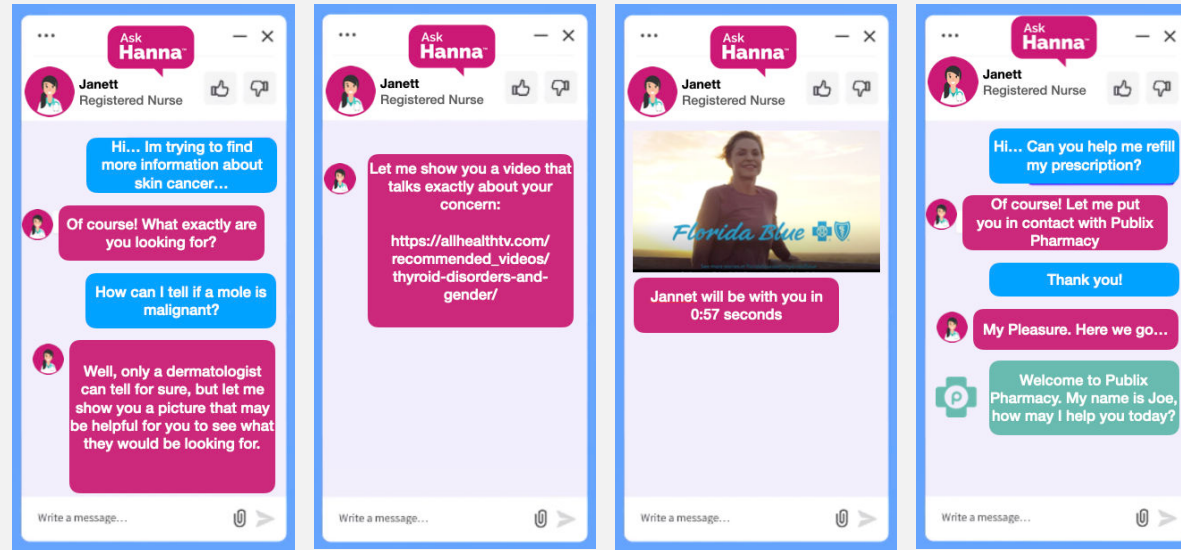 Ask
Hanna™
Janett
Registered Nurse
Hi... Im trying to find
more information about
skin cancer...
Of course! What exactly are
you looking for?
How can I tell if a mole is
malignant?
Well, only a dermatologist
can tell for sure, but let me
show you a picture that may
be helpful for you to see what
they would be looking for.
Write a message...
Ask
Hanna™
Janett
Registered Nurse
Let me show you a video that
talks exactly about your
concern:
https://allhealthtv.com/
recommended_videos/
thyroid-disorders-and-
gender/
Write a message...
Ask
Hanna™
Janett
Registered Nurse
Florida Blue
Jannet will be with you in
0:57 seconds
Write a message...
Ask
Hanna™
Janett
Registered Nurse
Hi... Can you help me refill
my prescription?
Of course! Let me put
you in contact with Publix
Pharmacy
Thank you!
My Pleasure. Here we go...
p
Welcome to Publix
Pharmacy. My name is Joe,
how may I help you today?
Write a message...